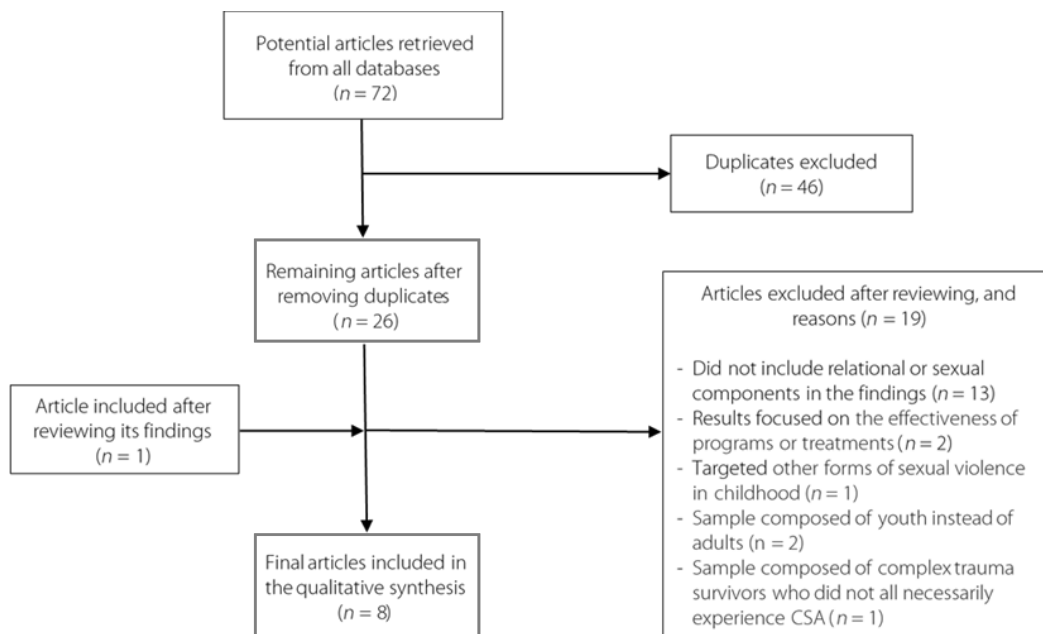 Potential articles retrieved
from all databases
(n = 72)
Duplicates excluded
(n = 46)
Remaining articles after
removing duplicates
(n = 26)
Articles excluded after reviewing, and
reasons (n = 19)
- Did not include relational or sexual
components in the findings (n = 13)
- Results focused on the effectiveness of
programs or treatments (n = 2)
- Targeted other forms of sexual violence
in childhood (n = 1)
- Sample composed of youth instead of
adults (n = 2)
- Sample composed of complex trauma
survivors who did not all necessarily
experience CSA (n = 1)
Article included after
reviewing its findings
(n = 1)
Final articles included in
the qualitative synthesis
(n = 8)